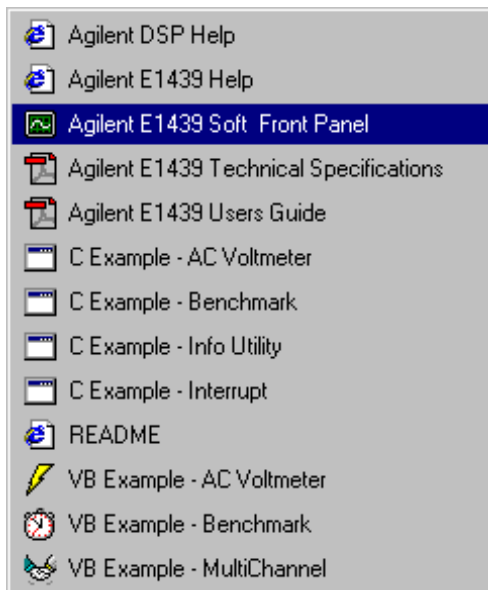 Agilent DSP Help
Agilent E1439 Help
Agilent E1439 Soft  Front Panel
Agilent E1439 Technical Specifications
Agilent E1439 Users Guide
C Example - AC Voltmeter
C Example - Benchmark
C Example - Info Utility
C Example - Interrupt
README
VB Example - AC Voltmeter
VB Example - Benchmark
VB Example - MultiChannel